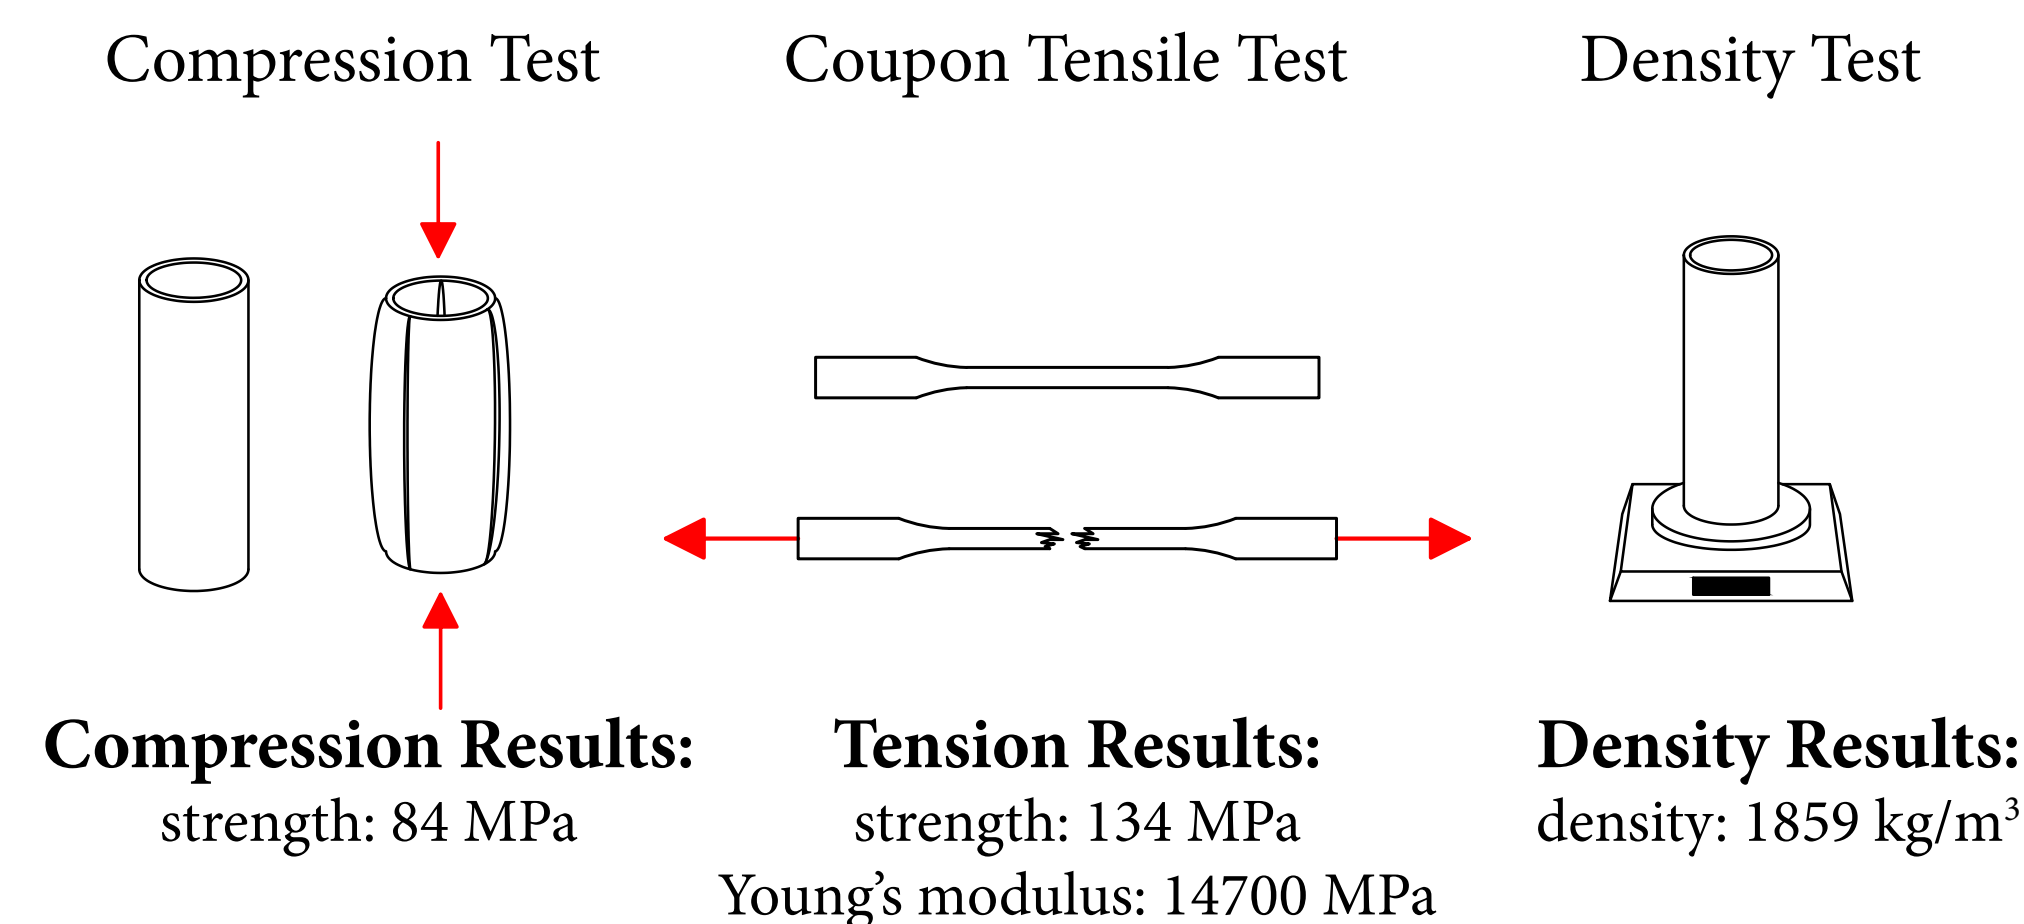 Compression Test
Coupon Tensile Test
Density Test
Compression Results:
strength: 84 MPa
Tension Results:
strength: 134 MPa
Young's modulus: 14700 MPa
Density Results:
density: 1859 kg/m³